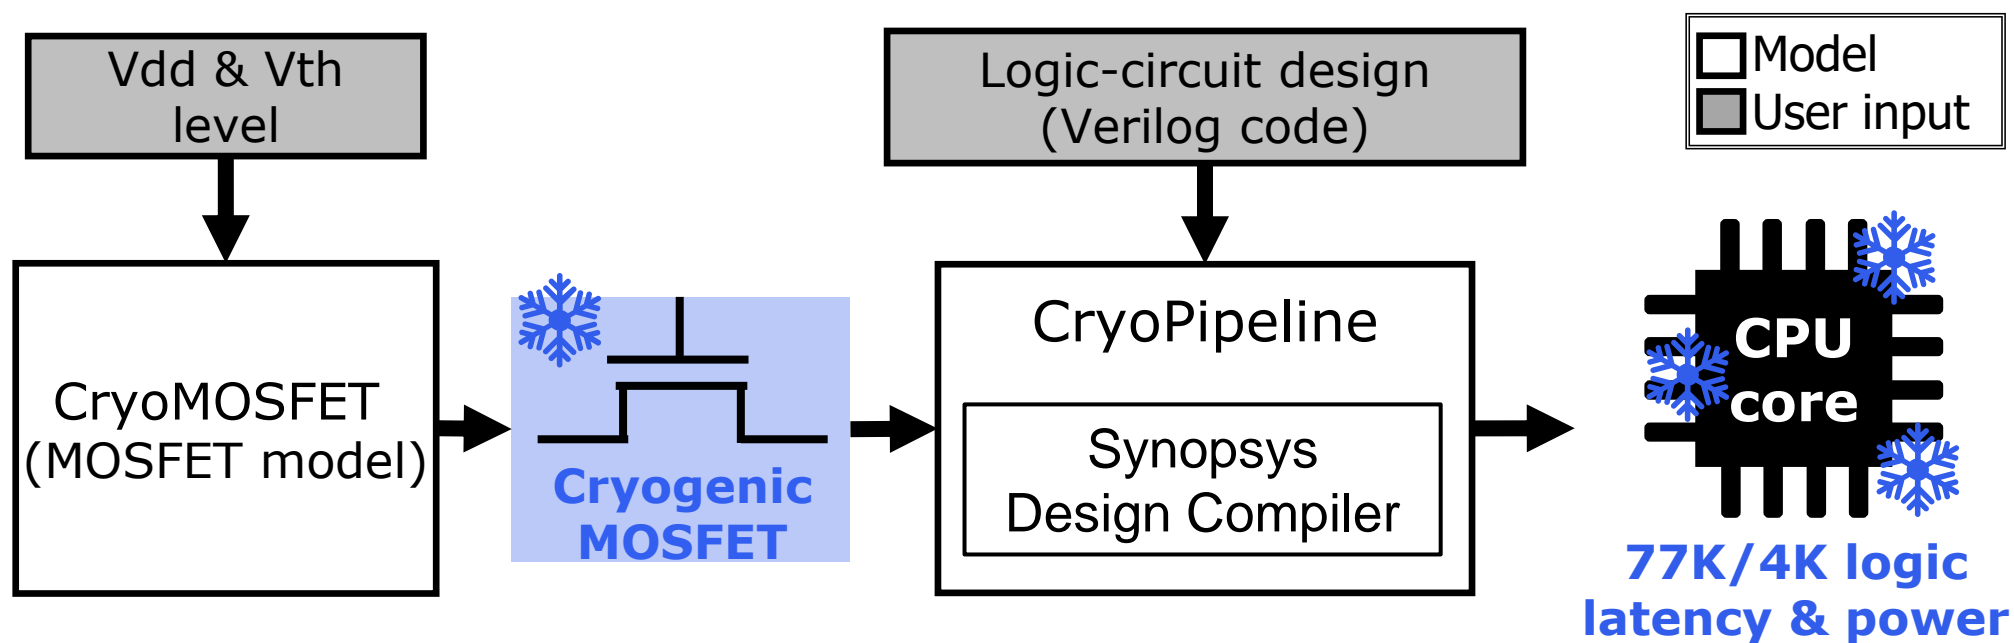 Vdd & Vth
level
Logic-circuit design
(Verilog code)
Model
User input
CryoMOSFET
(MOSFET model)
Cryogenic
MOSFET
CryoPipeline
Synopsys
Design Compiler
CPU
core
77K/4K logic
latency & power